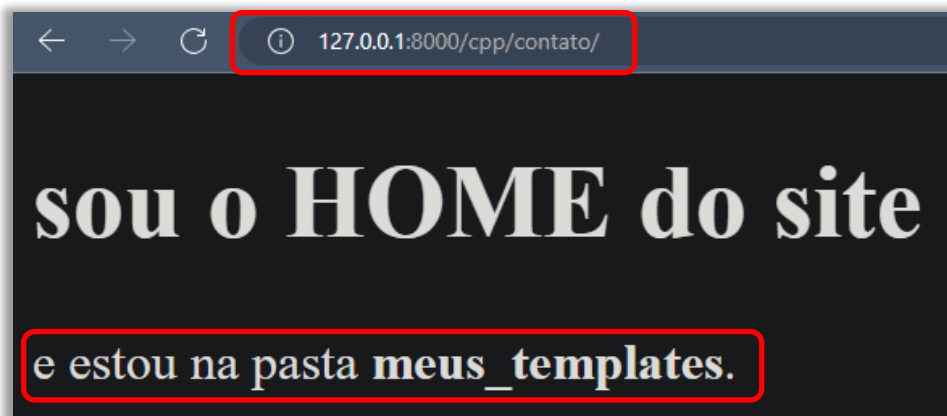 127.0.0.1:8000/cpp/contato/
sou o HOME do site
e estou na pasta meus_templates.